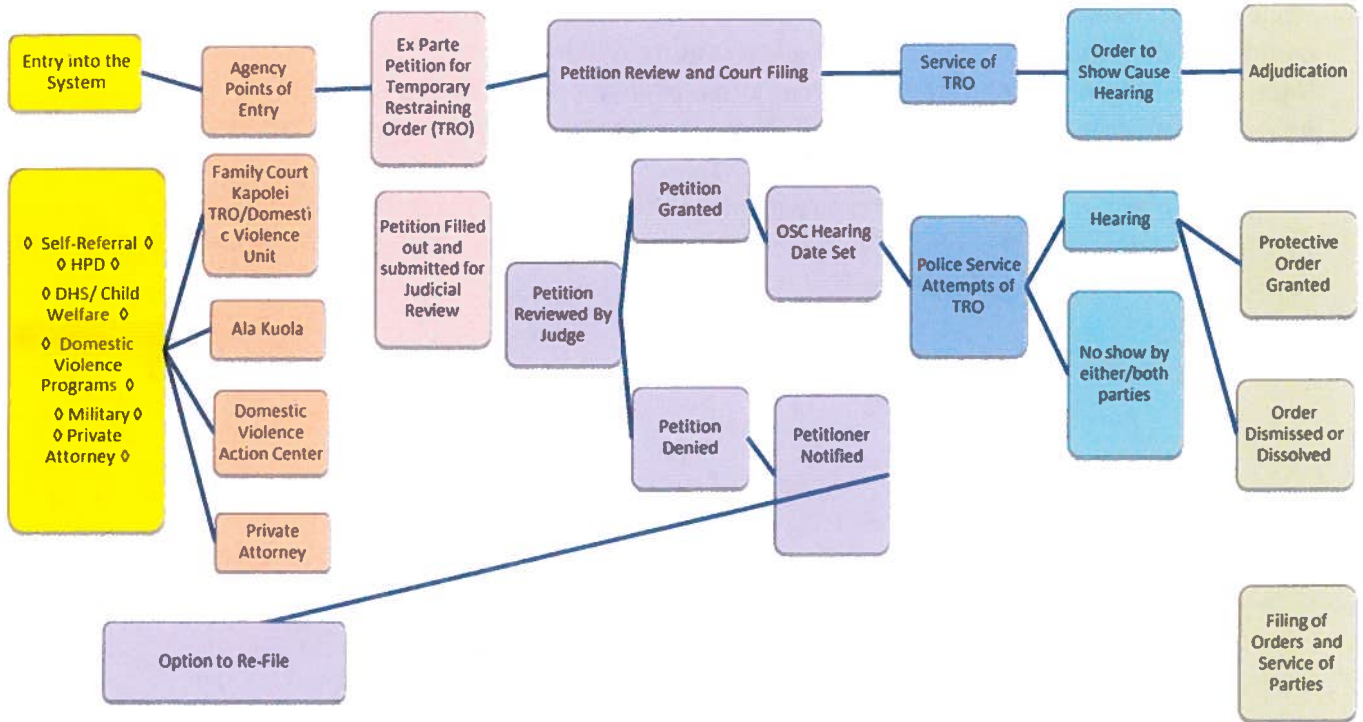 Entry into the
System
Agency
Points of
Entry
Ex Parte
Petition for
Temporary
Restraining
Order (TRO)
Petition Review and Court Filing
Service of
TRO
Order to
Show Cause
Hearing
Adjudication
◊ Self-Referral ◊
◊ HPD ◊
◊ DHS/ Child
Welfare ◊
◊ Domestic
Violence
Programs ◊
◊ Military ◊
◊ Private
Attorney ◊
Family Court
Kapolei
TRO/Domesti
c Violence
Unit
Ala Kuola
Domestic
Violence
Action Center
Private
Attorney
Petition Filled
out and
submitted for
Judicial
Review
Petition
Reviewed By
Judge
Petition
Granted
OSC Hearing
Date Set
Petition
Denied
Petitioner
Notified
Option to Re-File
Police Service
Attempts of
TRO
Hearing
No show by
either/both
parties
Protective
Order
Granted
Order
Dismissed or
Dissolved
Filing of
Orders and
Service of
Parties